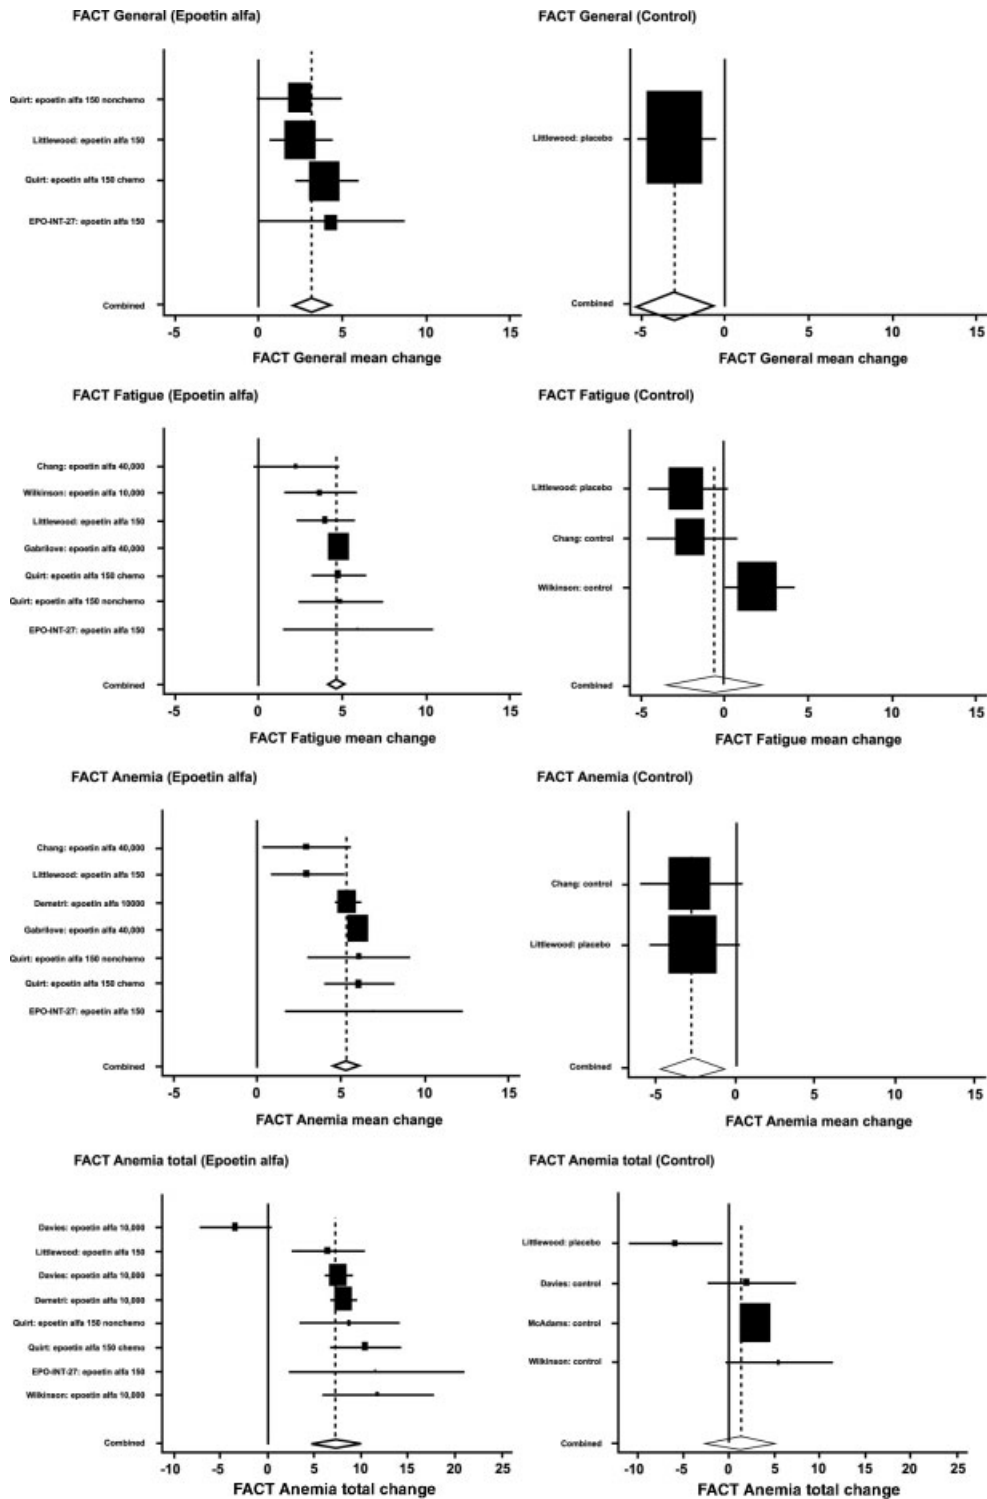 FACT General (Epoetin alfa)
Quirt: epoetin alfa 150 nonchemo
Littlewood: epoetin alfa 150
Quirt: epoetin alfa 150 chemo
EPO-INT-27: epoetin alfa 150
Combined
-5 0 5 10 15
FACT General mean change
FACT General (Control)
Littlewood: placebo
Combined
-5 0 5 10 15
FACT General mean change
FACT Fatigue (Epoetin alfa)
Chang: epoetin alfa 40,000
Wilkinson: epoetin alfa 10,000
Littlewood: epoetin alfa 150
Gabrilove: epoetin alfa 40,000
Quirt: epoetin alfa 150 chemo
Quirt: epoetin alfa 150 nonchemo
EPO-INT-27: epoetin alfa 150
Combined
-5 0 5 10 15
FACT Fatigue mean change
FACT Fatigue (Control)
Littlewood: placebo
Chang: control
Wilkinson: control
Combined
-5 0 5 10 15
FACT Fatigue mean change
FACT Anemia (Epoetin alfa)
Chang: epoetin alfa 40,000
Littlewood: epoetin alfa 150
Demetri: epoetin alfa 10000
Gabrilove: epoetin alfa 40,000
Quirt: epoetin alfa 150 nonchemo
Quirt: epoetin alfa 150 chemo
EPO-INT-27: epoetin alfa 150
Combined
-5 0 5 10 15
FACT Anemia mean change
FACT Anemia (Control)
Chang: control
Littlewood: placebo
Combined
-5 0 5 10 15
FACT Anemia mean change
FACT Anemia total (Epoetin alfa)
Davies: epoetin alfa 10,000
Littlewood: epoetin alfa 150
Davies: epoetin alfa 10,000
Demetri: epoetin alfa 10,000
Quirt: epoetin alfa 150 nonchemo
Quirt: epoetin alfa 150 chemo
EPO-INT-27: epoetin alfa 150
Wilkinson: epoetin alfa 10,000
Combined
-10 -5 0 5 10 15 20 25
FACT Anemia total change
FACT Anemia total (Control)
Littlewood: placebo
Davies: control
McAdams: control
Wilkinson: control
Combined
-10 -5 0 5 10 15 20 25
FACT Anemia total change